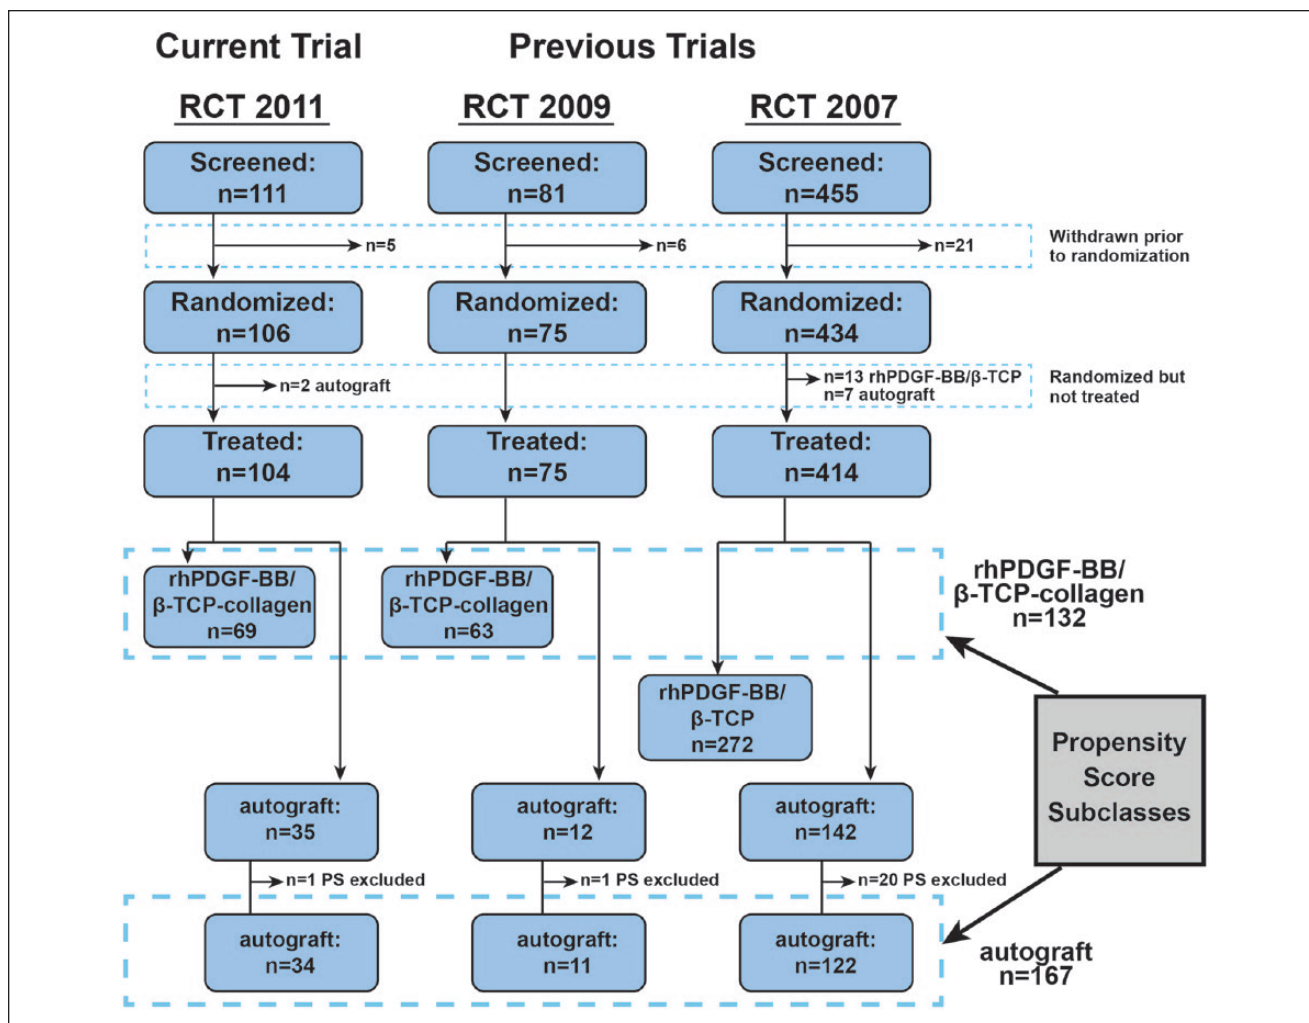 Current Trial
Previous Trials
RCT 2011
RCT 2009
RCT 2007
Screened:
n=111
Screened:
n=81
Screened:
n=455
n=5
n=6
n=21
Withdrawn prior
to randomization
Randomized:
n=106
Randomized:
n=75
Randomized:
n=434
n=2 autograft
n=13 rhPDGF-BB/β-TCP
n=7 autograft
Randomized but
not treated
Treated:
n=104
Treated:
n=75
Treated:
n=414
rhPDGF-BB/
β-TCP-collagen
n=69
rhPDGF-BB/
β-TCP-collagen
n=63
rhPDGF-BB/
β-TCP-collagen
n=132
rhPDGF-BB/
β-TCP
n=272
Propensity
Score
Subclasses
autograft:
n=35
autograft:
n=12
autograft:
n=142
n=1 PS excluded
n=1 PS excluded
n=20 PS excluded
autograft:
n=34
autograft:
n=11
autograft:
n=122
autograft
n=167